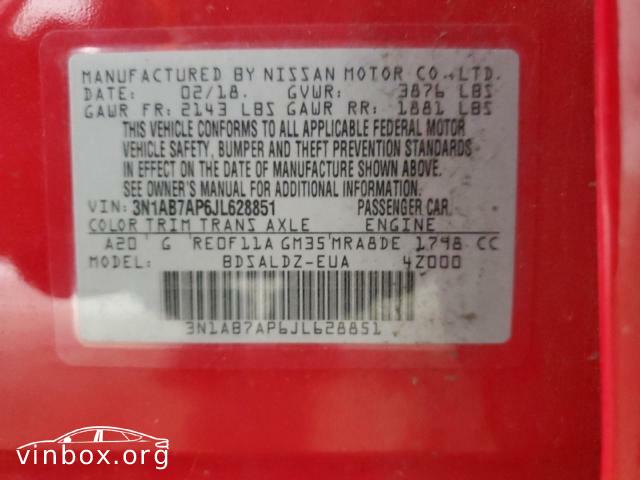 MANUFACTURED BY NISSAN MOTOR CO., LTD.
DATE: 02/18. GVWR: 3876 LBS
GAWR FR: 2143 LBS GAWR RR: 1881 LBS
THIS VEHICLE CONFORMS TO ALL APPLICABLE FEDERAL MOTOR
VEHICLE SAFETY, BUMPER AND THEFT PREVENTION STANDARDS
IN EFFECT ON THE DATE OF MANUFACTURE SHOWN ABOVE.
SEE OWNER'S MANUAL FOR ADDITIONAL INFORMATION.
VIN: 3N1AB7AP6JL628851 PASSENGER CAR.
COLOR TRIM TRANS AXLE ENGINE
A20 G RE0F11A GM35 MRA8DE 1798 CC
MODEL: BDSALDZ-EUA 4Z000
3N1AB7AP6JL628851
vinbox.org